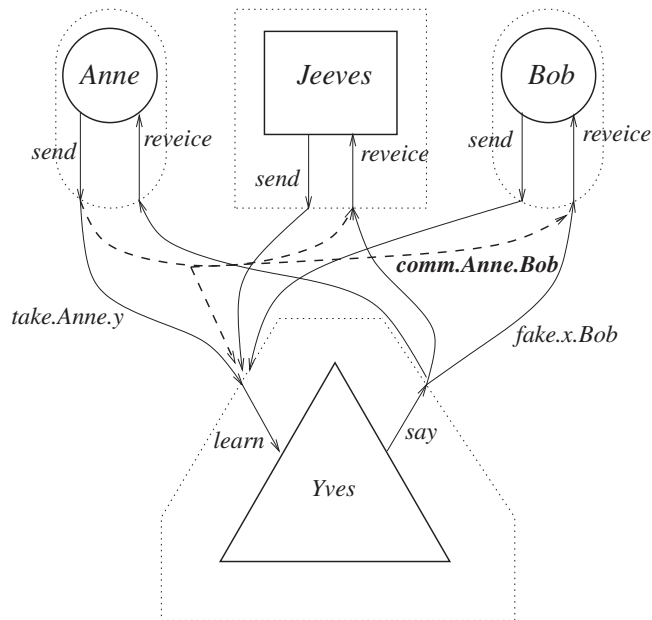 Anne
Jeeves
Bob
send
reveice
send
reveice
send
reveice
comm.Anne.Bob
take.Anne.y
fake.x.Bob
learn
say
Yves